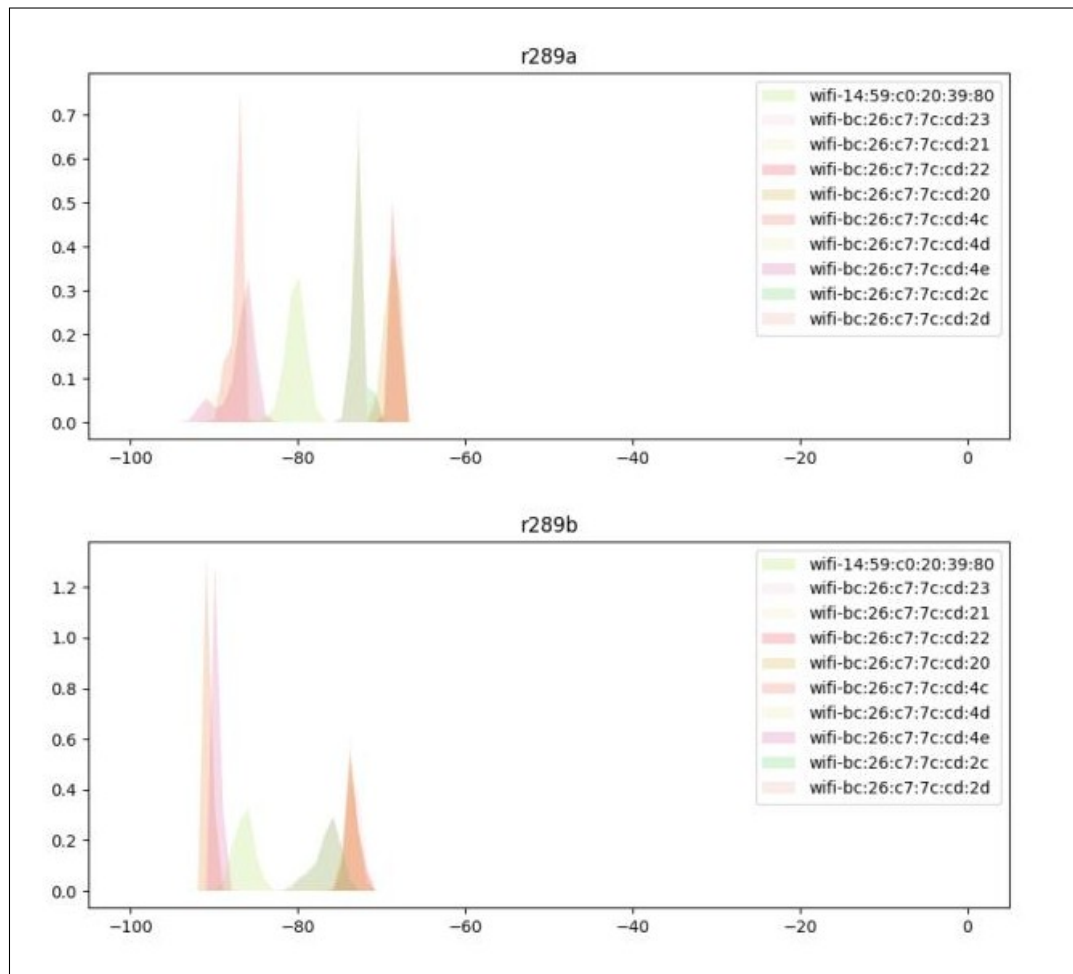 r289a
0.7
0.6
0.5
0.4
0.3
0.2
0.1
0.0
−100
−80
−60
−40
−20
0
wifi-14:59:c0:20:39:80
wifi-bc:26:c7:7c:cd:23
wifi-bc:26:c7:7c:cd:21
wifi-bc:26:c7:7c:cd:22
wifi-bc:26:c7:7c:cd:20
wifi-bc:26:c7:7c:cd:4c
wifi-bc:26:c7:7c:cd:4d
wifi-bc:26:c7:7c:cd:4e
wifi-bc:26:c7:7c:cd:2c
wifi-bc:26:c7:7c:cd:2d
r289b
1.2
1.0
0.8
0.6
0.4
0.2
0.0
−100
−80
−60
−40
−20
0
wifi-14:59:c0:20:39:80
wifi-bc:26:c7:7c:cd:23
wifi-bc:26:c7:7c:cd:21
wifi-bc:26:c7:7c:cd:22
wifi-bc:26:c7:7c:cd:20
wifi-bc:26:c7:7c:cd:4c
wifi-bc:26:c7:7c:cd:4d
wifi-bc:26:c7:7c:cd:4e
wifi-bc:26:c7:7c:cd:2c
wifi-bc:26:c7:7c:cd:2d